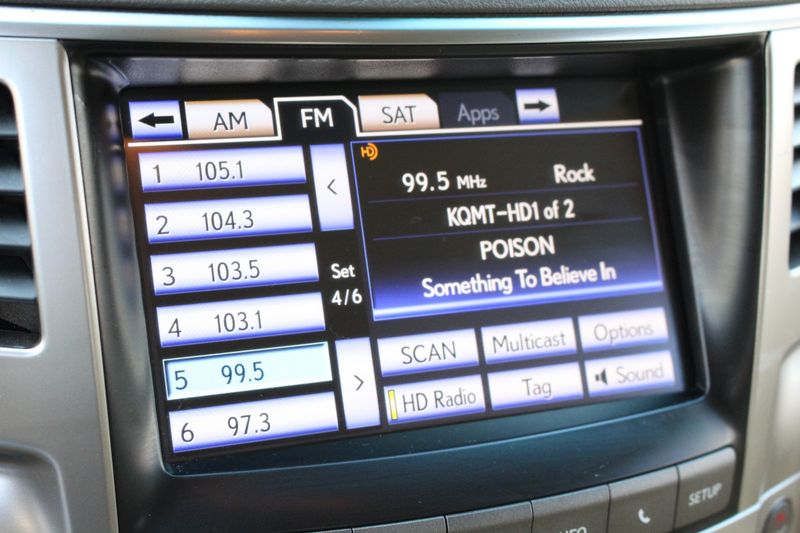 AM
FM
SAT
Apps
1 105.1
2 104.3
3 103.5
4 103.1
5 99.5
6 97.3
<
Set
4/6
>
HD
99.5 MHz Rock
KQMT-HD1 of 2
POISON
Something To Believe In
SCAN Multicast Options
HD Radio Tag Sound
SETUP